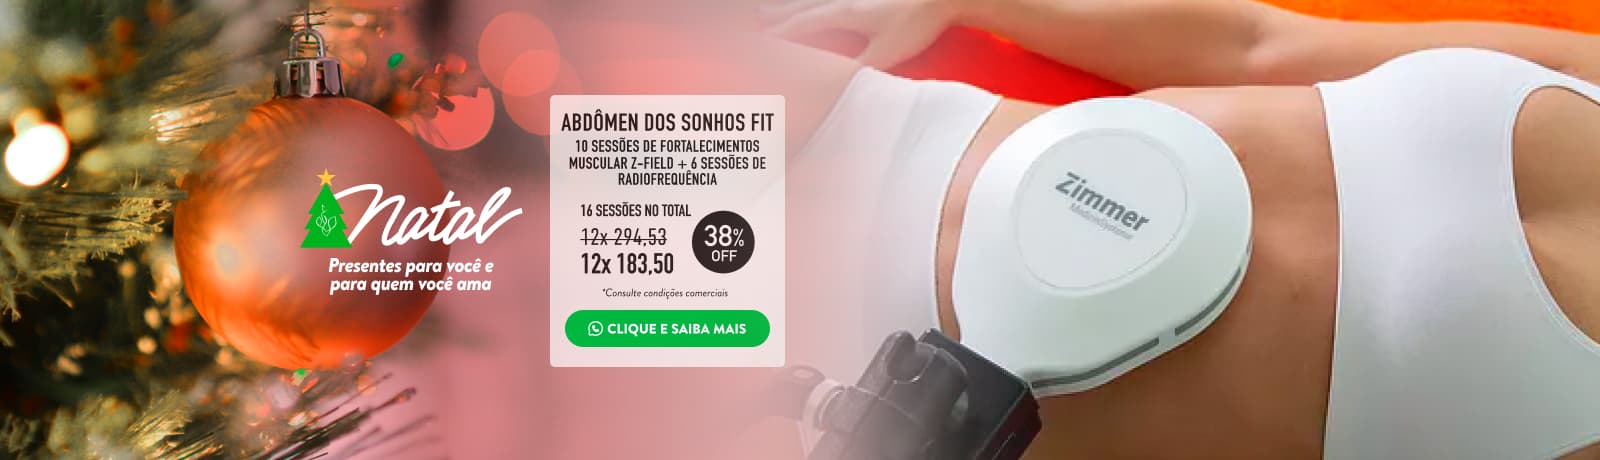 Natal
Presentes para você e
para quem você ama
ABDÔMEN DOS SONHOS FIT
10 SESSÕES DE FORTALECIMENTOS
MUSCULAR Z-FIELD + 6 SESSÕES DE
RADIOFREQUÊNCIA
16 SESSÕES NO TOTAL
12x 294,53
12x 183,50
38%
OFF
*Consulte condições comerciais
CLIQUE E SAIBA MAIS
Zimmer
MedizinSysteme